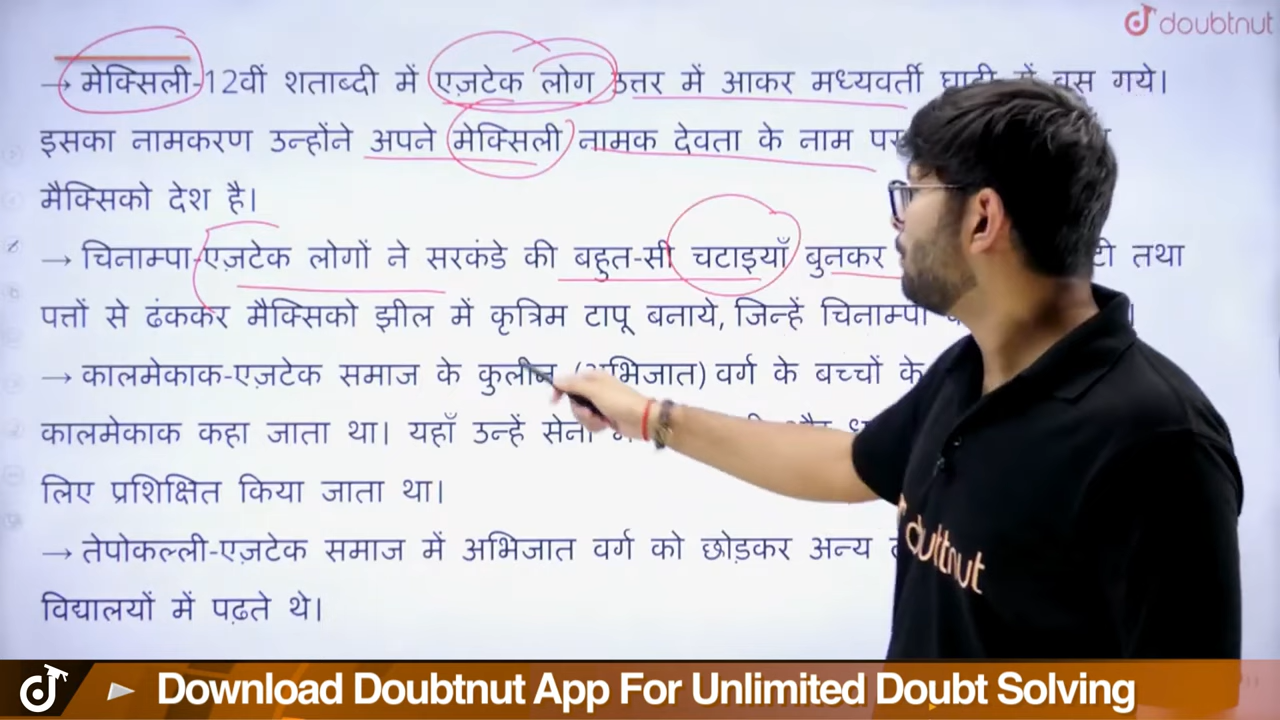 doubtnut
→ मेक्सिली-12वीं शताब्दी में एज़टेक लोग उत्तर में आकर मध्यवर्ती घाटी में बस गये।
इसका नामकरण उन्होंने अपने मेक्सिली नामक देवता के नाम पर
मैक्सिको देश है।
→ चिनाम्पा-एज़टेक लोगों ने सरकंडे की बहुत-सी चटाइयाँ बुनकर तथा
पत्तों से ढंककर मैक्सिको झील में कृत्रिम टापू बनाये, जिन्हें चिनाम्पा
→ कालमेकाक-एज़टेक समाज के कुलीन (अभिजात) वर्ग के बच्चों के
कालमेकाक कहा जाता था। यहाँ उन्हें सेना
लिए प्रशिक्षित किया जाता था।
→ तेपोकल्ली-एज़टेक समाज में अभिजात वर्ग को छोड़कर अन्य
विद्यालयों में पढ़ते थे।
doubtnut
Download Doubtnut App For Unlimited Doubt Solving